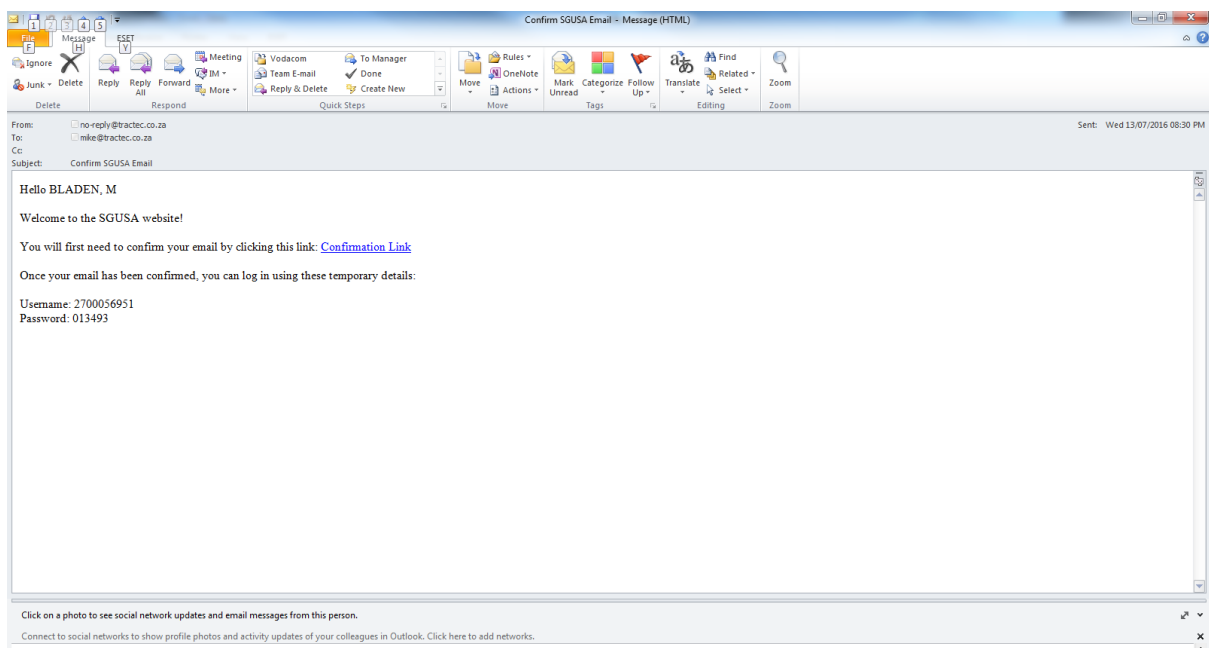 Confirm SGUSA Email - Message (HTML)
1 2 3 4 5
File Message ESET
F H Y
Ignore
Junk
Delete
Reply
Reply All
Forward
Meeting
IM
More
Vodacom
Team E-mail
Reply & Delete
To Manager
Done
Create New
Move
Rules
OneNote
Actions
Mark Unread
Categorize
Follow Up
Translate
Find
Related
Select
Zoom
Delete Respond Quick Steps Move Tags Editing Zoom
From: no-reply@tractec.co.za Sent: Wed 13/07/2016 08:30 PM
To: mike@tractec.co.za
Cc:
Subject: Confirm SGUSA Email
Hello BLADEN, M
Welcome to the SGUSA website!
You will first need to confirm your email by clicking this link: Confirmation Link
Once your email has been confirmed, you can log in using these temporary details:
Username: 2700056951
Password: 013493
Click on a photo to see social network updates and email messages from this person.
Connect to social networks to show profile photos and activity updates of your colleagues in Outlook. Click here to add networks.